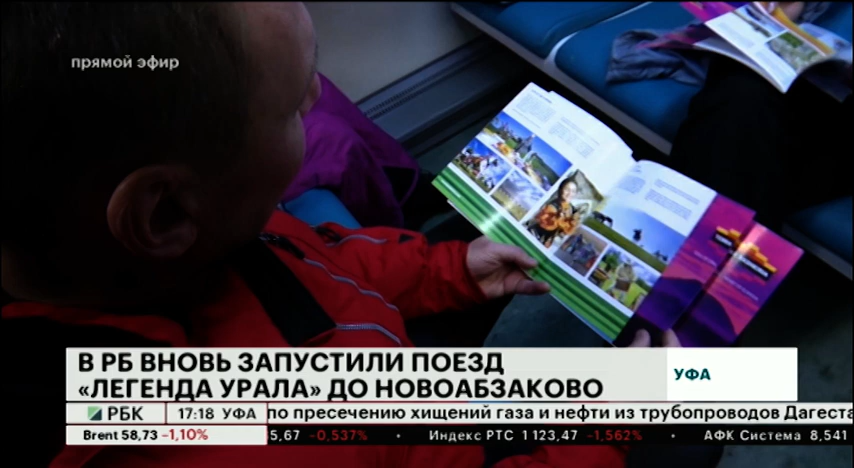 прямой эфир
В РБ ВНОВЬ ЗАПУСТИЛИ ПОЕЗД
«ЛЕГЕНДА УРАЛА» ДО НОВОАБЗАКОВО
УФА
РБК 17:18 УФА по пресечению хищений газа и нефти из трубопроводов Дагеста
Brent 58,73 -1,10% 5,67 -0,537% • Индекс РТС 1 123,47 -1,562% • АФК Система 8,541